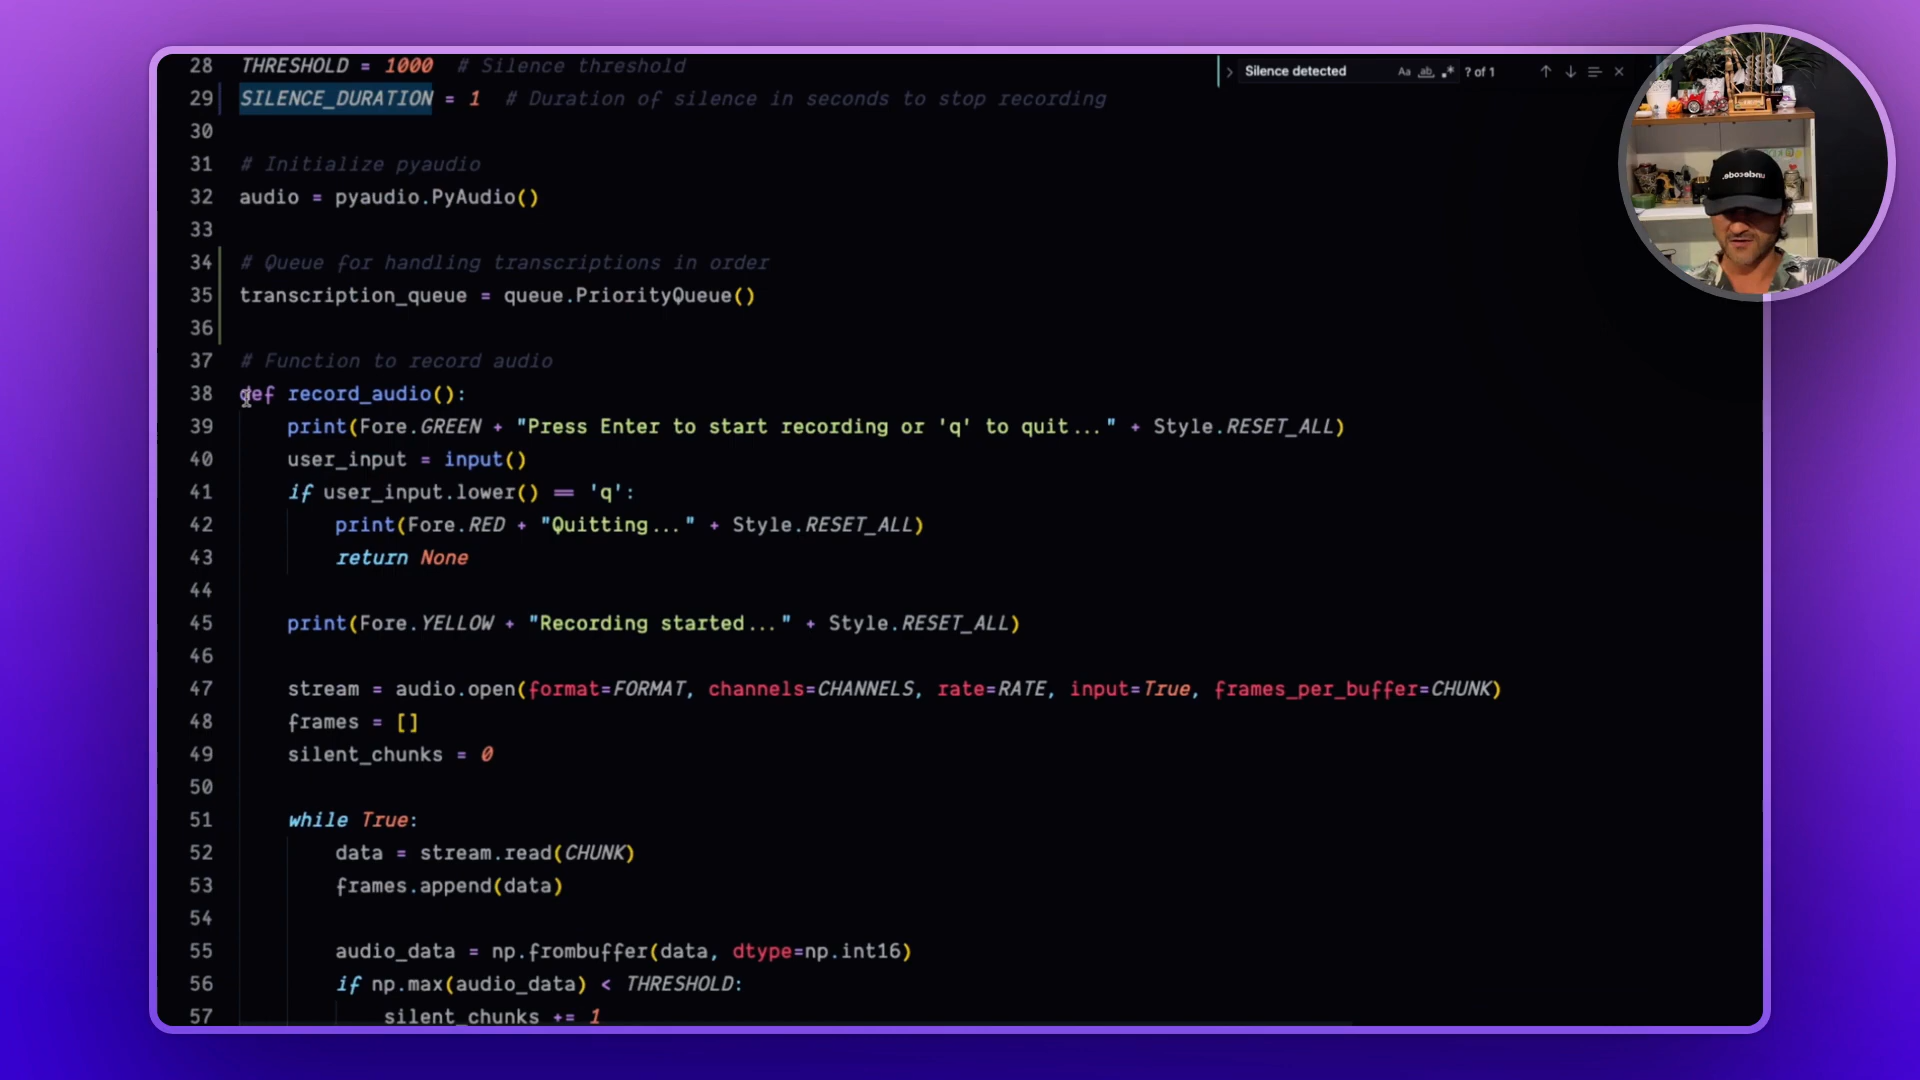 28 THRESHOLD = 1000 # Silence threshold
Silence detected
Aa ab .* ? of 1
29 SILENCE_DURATION = 1 # Duration of silence in seconds to stop recording
30
31 # Initialize pyaudio
32 audio = pyaudio.PyAudio()
33
34 # Queue for handling transcriptions in order
35 transcription_queue = queue.PriorityQueue()
36
37 # Function to record audio
38 def record_audio():
39 print(Fore.GREEN + "Press Enter to start recording or 'q' to quit..." + Style.RESET_ALL)
40 user_input = input()
41 if user_input.lower() == 'q':
42 print(Fore.RED + "Quitting..." + Style.RESET_ALL)
43 return None
44
45 print(Fore.YELLOW + "Recording started..." + Style.RESET_ALL)
46
47 stream = audio.open(format=FORMAT, channels=CHANNELS, rate=RATE, input=True, frames_per_buffer=CHUNK)
48 frames = []
49 silent_chunks = 0
50
51 while True:
52 data = stream.read(CHUNK)
53 frames.append(data)
54
55 audio_data = np.frombuffer(data, dtype=np.int16)
56 if np.max(audio_data) < THRESHOLD:
57 silent_chunks += 1